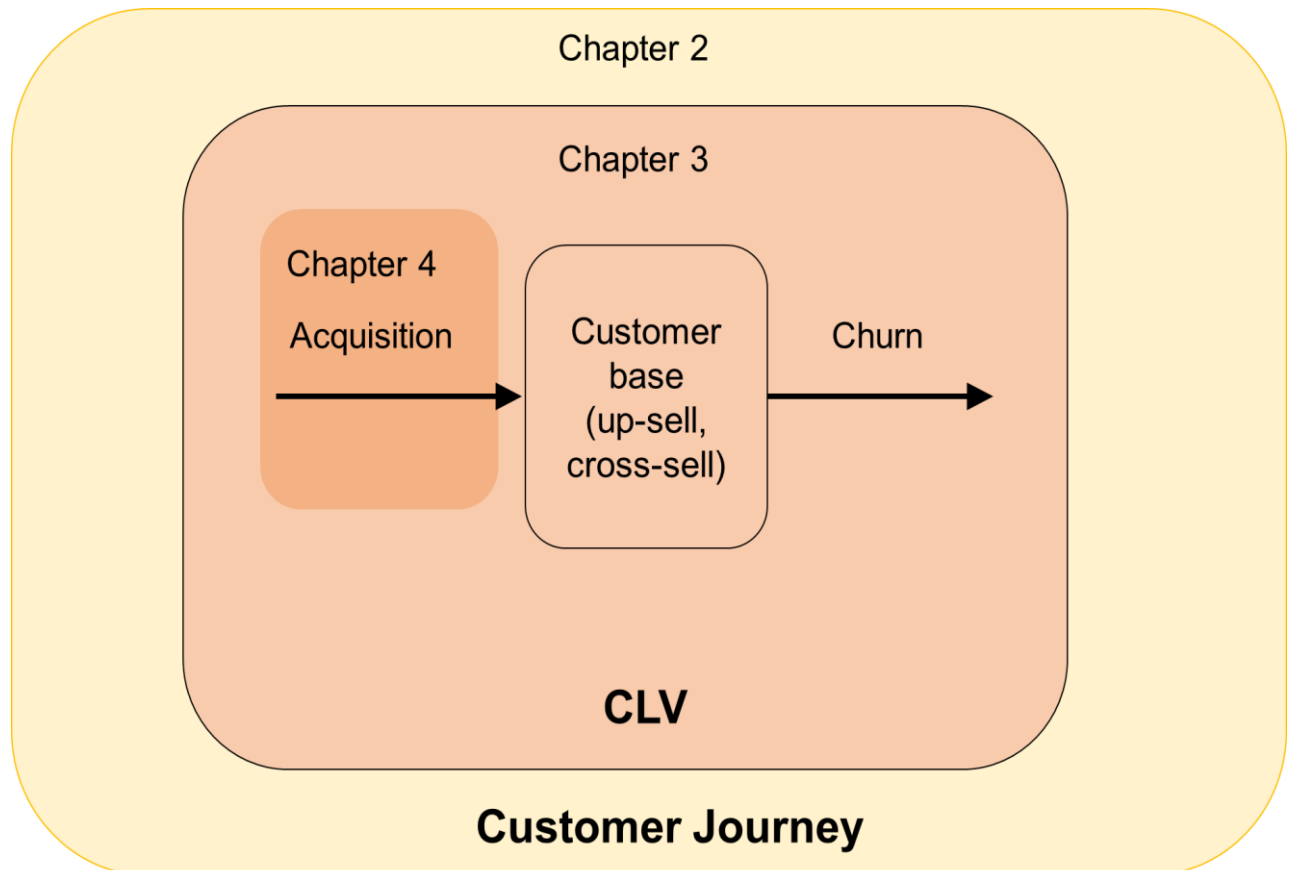 Chapter 2
Chapter 3
Chapter 4
Acquisition
Customer
base
(up-sell,
cross-sell)
Churn
CLV
Customer Journey